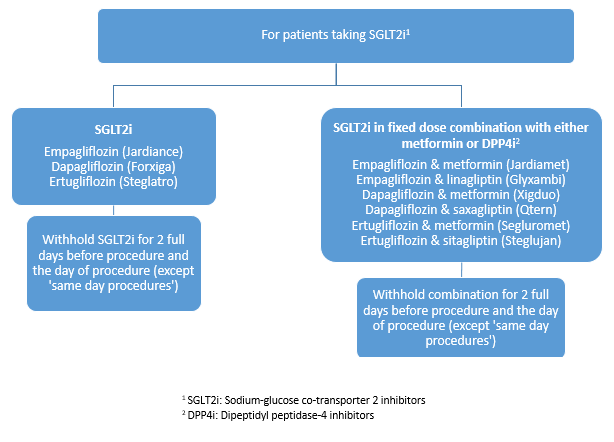 For patients taking SGLT2i¹
SGLT2i
Empagliflozin (Jardiance)
Dapagliflozin (Forxiga)
Ertugliflozin (Steglatro)
Withhold SGLT2i for 2 full
days before procedure and
the day of procedure (except
'same day procedures')
SGLT2i in fixed dose combination with either
metformin or DPP4i²
Empagliflozin & metformin (Jardiamet)
Empagliflozin & linagliptin (Glyxambi)
Dapagliflozin & metformin (Xigduo)
Dapagliflozin & saxagliptin (Qtern)
Ertugliflozin & metformin (Segluromet)
Ertugliflozin & sitagliptin (Steglujan)
Withhold combination for 2 full
days before procedure and the day
of procedure (except 'same day
procedures')
¹ SGLT2i: Sodium-glucose co-transporter 2 inhibitors
² DPP4i: Dipeptidyl peptidase-4 inhibitors